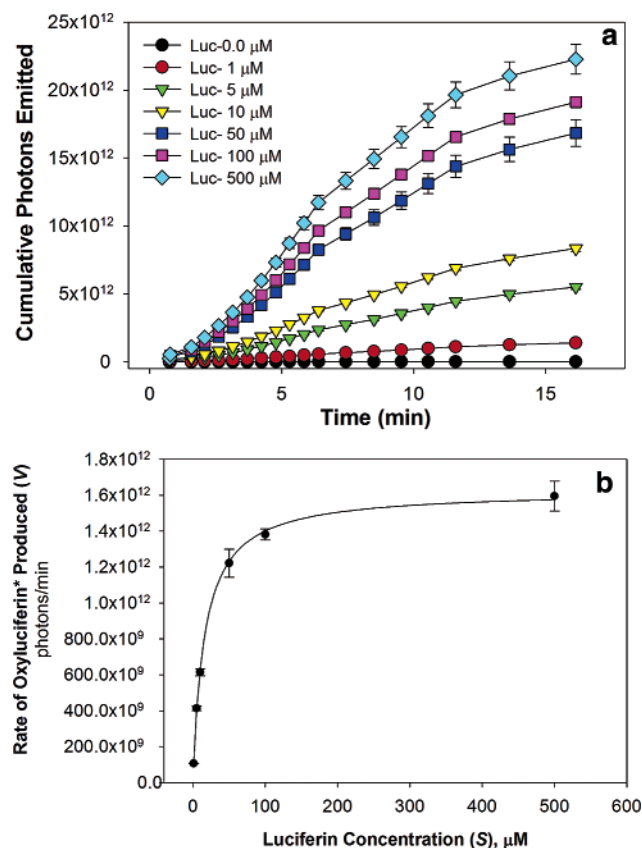 a
25x10¹²
20x10¹²
15x10¹²
10x10¹²
5x10¹²
0
Cumulative Photons Emitted
Luc-0.0 μM
Luc- 1 μM
Luc- 5 μM
Luc- 10 μM
Luc- 50 μM
Luc- 100 μM
Luc- 500 μM
0 5 10 15
Time (min)
b
1.8x10¹²
1.6x10¹²
1.4x10¹²
1.2x10¹²
1.0x10¹²
800.0x10⁹
600.0x10⁹
400.0x10⁹
200.0x10⁹
0.0
Rate of Oxyluciferin* Produced (V)
photons/min
0 100 200 300 400 500 600
Luciferin Concentration (S), μM